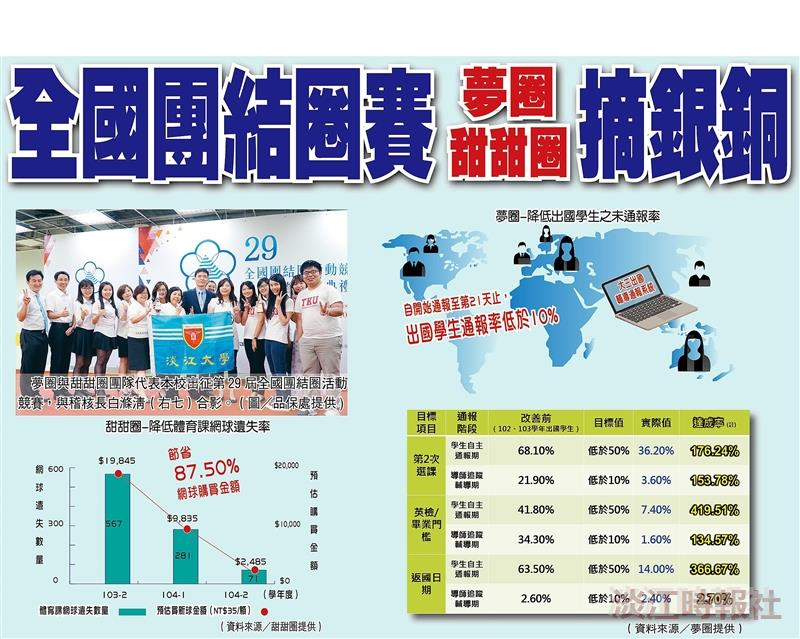 全國團結圈賽 夢圈 甜甜圈 摘銀銅
29
全國團結圈活動競
典禮
TKU
TKU
淡江大學
夢圈與甜甜圈團隊代表本校出征第29屆全國團結圈活動
競賽,與稽核長白滌清(右七)合影。(圖/品保處提供)
夢圈-降低出國學生之未通報率
自開始通報至第21天止,
出國學生通報率低於10%
大三出國
輔導通報系統
甜甜圈-降低體育課網球遺失率
節省
87.50%
網球購買金額
網球遺失數量
600
300
0
$19,845
$9,835
$2,485
567
281
71
$20,000
$10,000
$0
預估購買金額
103-2 104-1 104-2 (學年度)
體育課網球遺失數量 預估買新球金額(NT$35/顆)
(資料來源/甜甜圈提供)
目標項目 通報階段 改善前(102、103學年出國學生) 目標值 實際值 達成率(註)
第2次選課 學生自主通報期 68.10% 低於50% 36.20% 176.24%
導師追蹤輔導期 21.90% 低於10% 3.60% 153.78%
英檢/畢業門檻 學生自主通報期 41.80% 低於50% 7.40% 419.51%
導師追蹤輔導期 34.30% 低於10% 1.60% 134.57%
返國日期 學生自主通報期 63.50% 低於50% 14.00% 366.67%
導師追蹤輔導期 2.60% 低於10% 2.40% 2.70%
淡江時報社
(資料來源/夢圈提供)